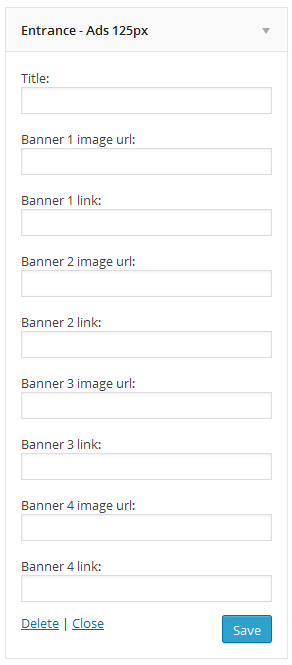 Entrance - Ads 125px
Title:
Banner 1 image url:
Banner 1 link:
Banner 2 image url:
Banner 2 link:
Banner 3 image url:
Banner 3 link:
Banner 4 image url:
Banner 4 link:
Delete | Close
Save